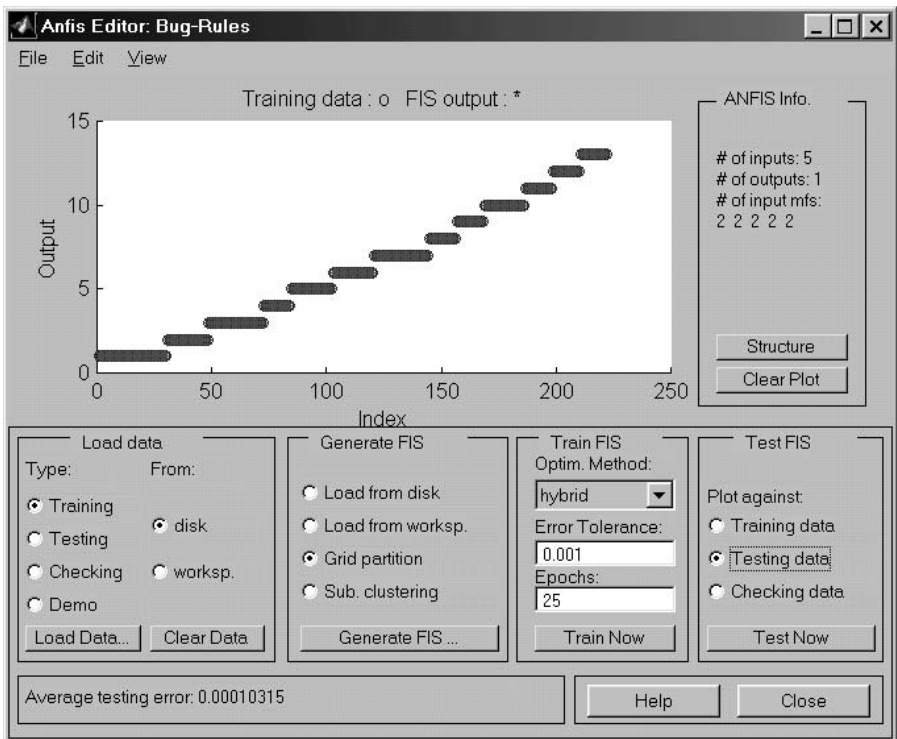 Anfis Editor: Bug-Rules
File Edit View
Training data : o FIS output : *
15
10
5
0
Output
0 50 100 150 200 250
Index
ANFIS Info.
# of inputs: 5
# of outputs: 1
# of input mfs:
2 2 2 2 2
Structure
Clear Plot
Load data
Type: From:
Training
Testing
Checking
Demo
disk
worksp.
Load Data... Clear Data
Generate FIS
Load from disk
Load from worksp.
Grid partition
Sub. clustering
Generate FIS ...
Train FIS
Optim. Method:
hybrid
Error Tolerance:
0.001
Epochs:
25
Train Now
Test FIS
Plot against:
Training data
Testing data
Checking data
Test Now
Average testing error: 0.00010315
Help Close